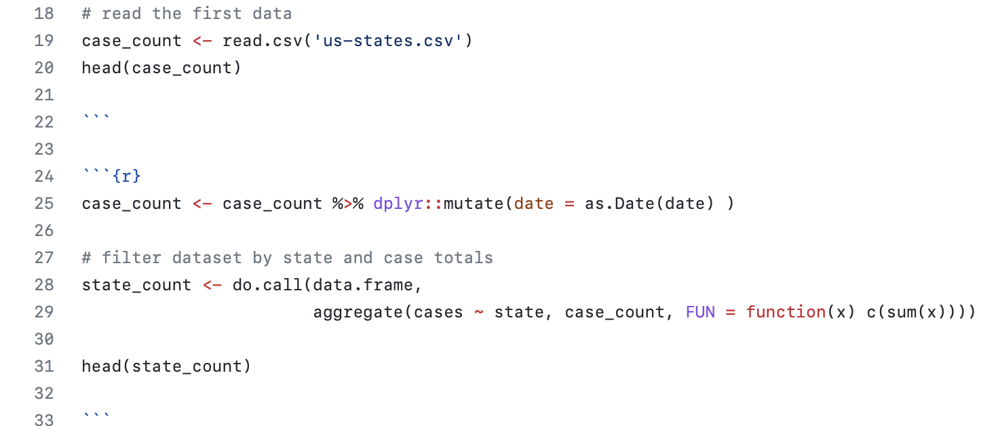 18 # read the first data
19 case_count <- read.csv('us-states.csv')
20 head(case_count)
21
22 ```
23
24 ```{r}
25 case_count <- case_count %>% dplyr::mutate(date = as.Date(date) )
26
27 # filter dataset by state and case totals
28 state_count <- do.call(data.frame,
29                        aggregate(cases ~ state, case_count, FUN = function(x) c(sum(x))))
30
31 head(state_count)
32
33 ```